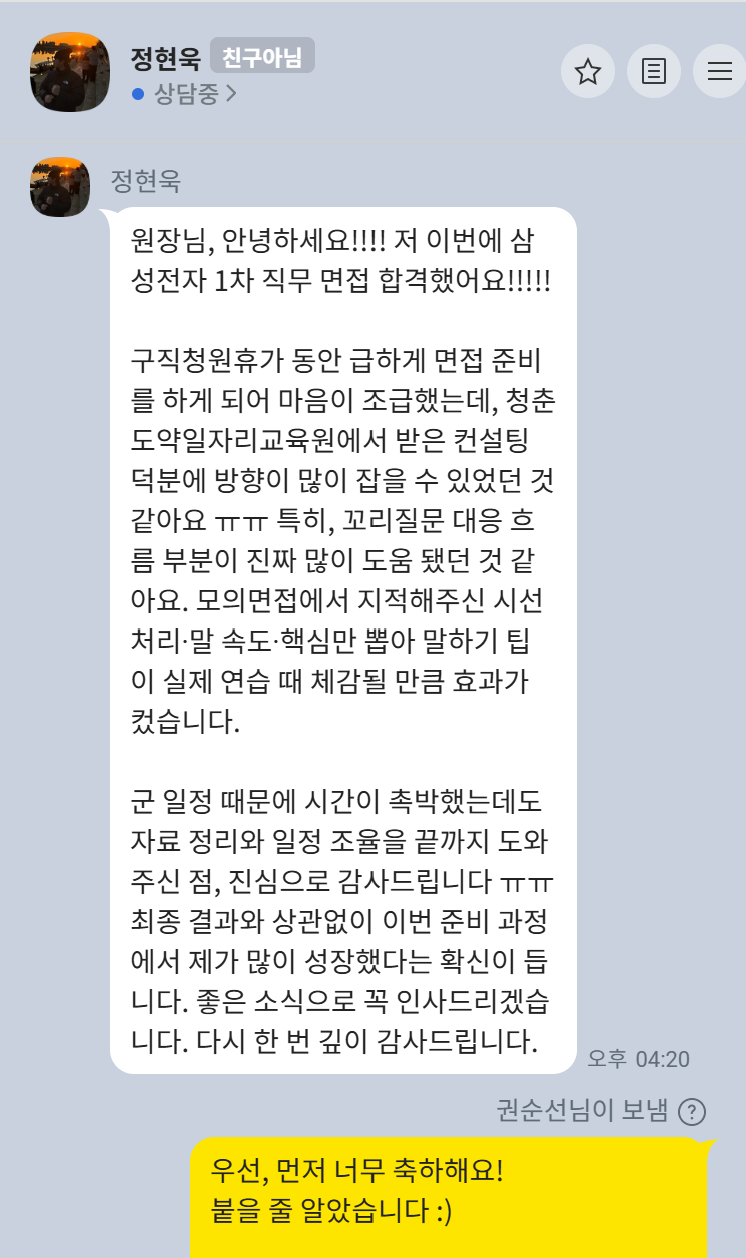 정현욱 친구아님
상담중
정현욱
원장님, 안녕하세요!!!! 저 이번에 삼
성전자 1차 직무 면접 합격했어요!!!!!
구직청원휴가 동안 급하게 면접 준비
를 하게 되어 마음이 조급했는데, 청춘
도약일자리교육원에서 받은 컨설팅
덕분에 방향이 많이 잡을 수 있었던 것
같아요 ㅠㅠ 특히, 꼬리질문 대응 흐
름 부분이 진짜 많이 도움 됐던 것 같
아요. 모의면접에서 지적해주신 시선
처리·말 속도·핵심만 뽑아 말하기 팁
이 실제 연습 때 체감될 만큼 효과가
컸습니다.
군 일정 때문에 시간이 촉박했는데도
자료 정리와 일정 조율을 끝까지 도와
주신 점, 진심으로 감사드립니다 ㅠㅠ
최종 결과와 상관없이 이번 준비 과정
에서 제가 많이 성장했다는 확신이 듭
니다. 좋은 소식으로 꼭 인사드리겠습
니다. 다시 한 번 깊이 감사드립니다.
오후 04:20
권순선님이 보냄
우선, 먼저 너무 축하해요!
붙을 줄 알았습니다 :)